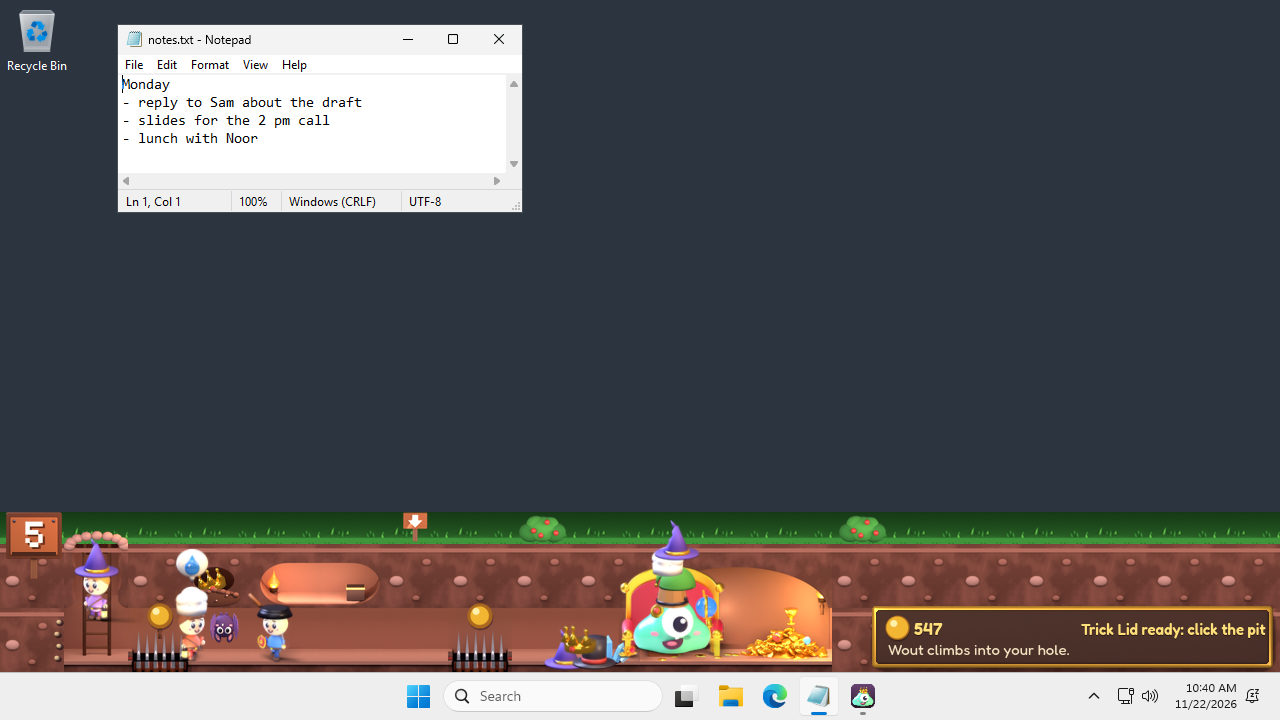 Recycle Bin
notes.txt - Notepad
File Edit Format View Help
Monday
- reply to Sam about the draft
- slides for the 2 pm call
- lunch with Noor
Ln 1, Col 1 100% Windows (CRLF) UTF-8
5
547 Trick Lid ready: click the pit
Wout climbs into your hole.
Search
10:40 AM
11/22/2026